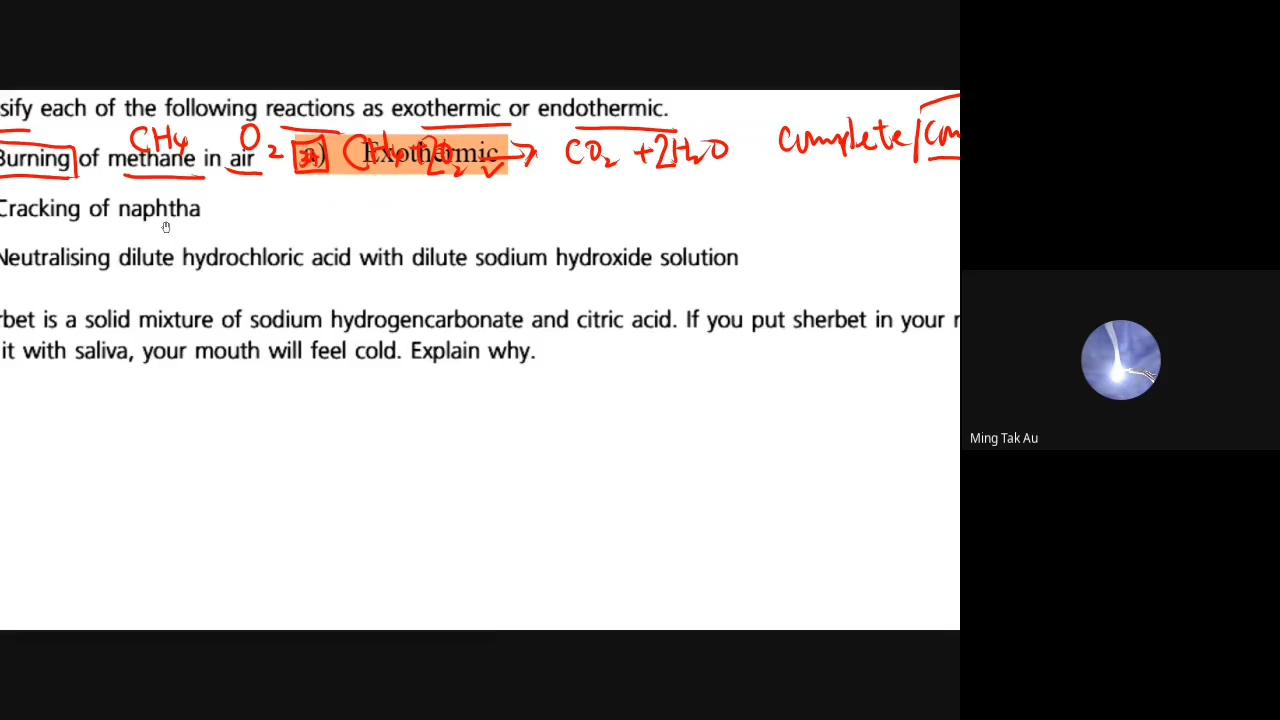 sify each of the following reactions as exothermic or endothermic.
CH4 O2
Burning of methane in air a) Exothermic CH4 + 2O2 → CO2 + 2H2O complete/com
Cracking of naphtha
Neutralising dilute hydrochloric acid with dilute sodium hydroxide solution
rbet is a solid mixture of sodium hydrogencarbonate and citric acid. If you put sherbet in your
it with saliva, your mouth will feel cold. Explain why.
Ming Tak Au